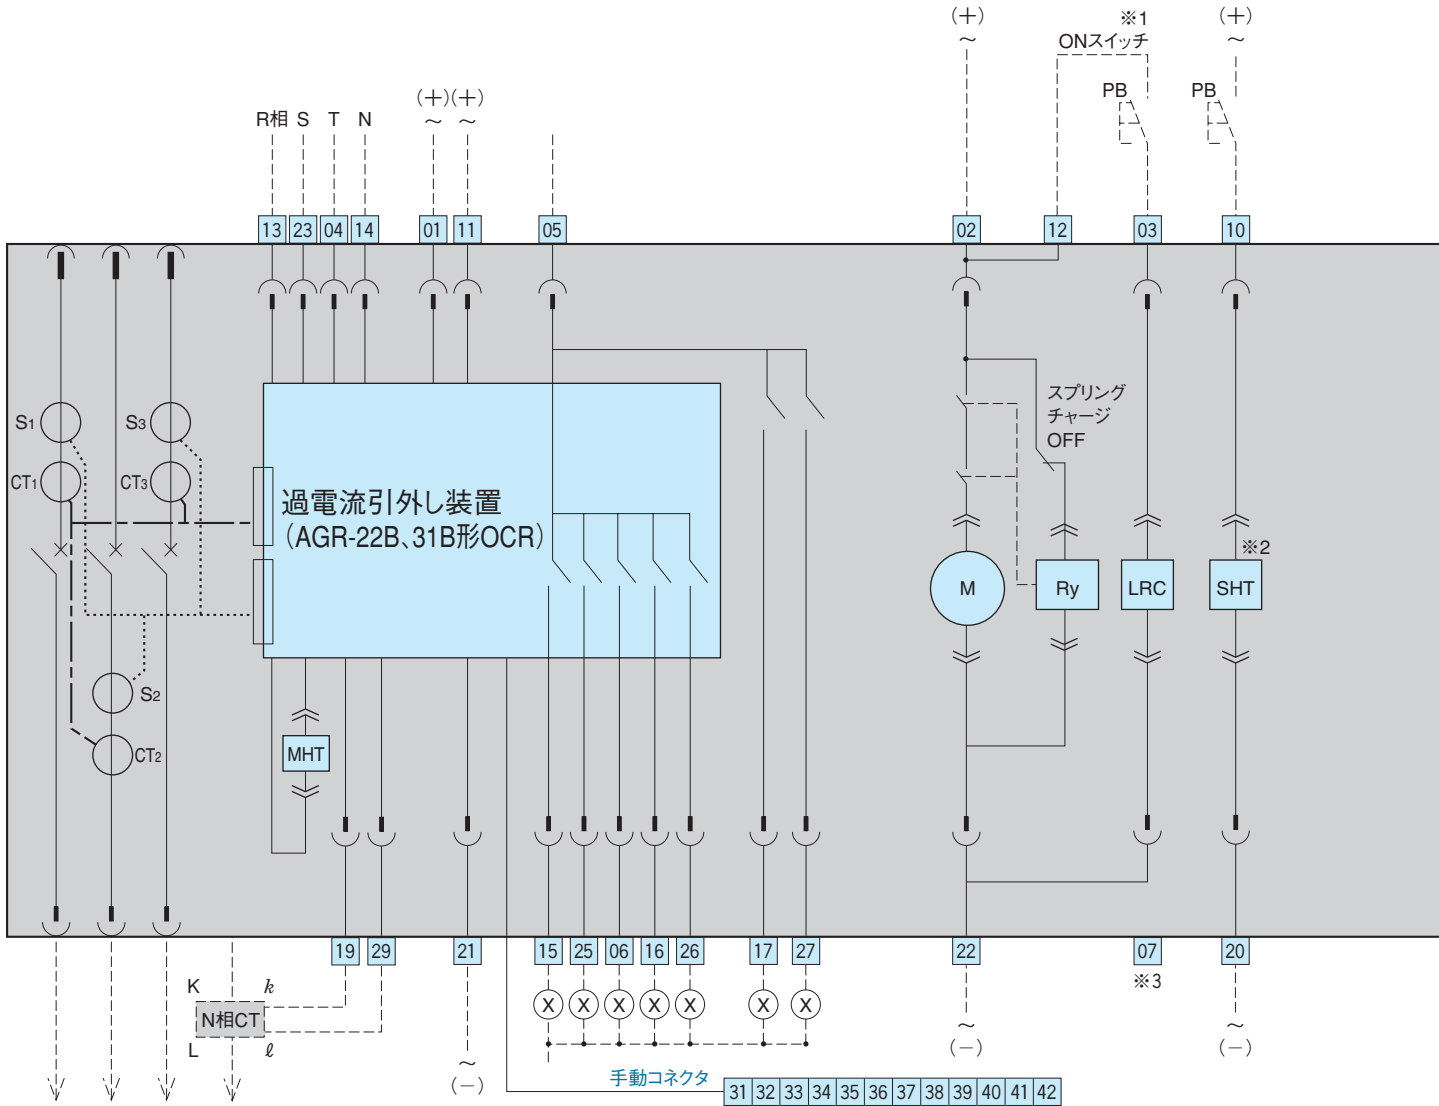 (+) ※1 (+)
~ ONスイッチ ~
PB PB
(+) (+)
R相 S T N ~ ~
13 23 04 14 01 11 05 02 12 03 10
スプリング
チャージ
OFF
S1 S3
CT1 CT3
過電流引外し装置
(AGR-22B、31B形OCR)
※2
M Ry LRC SHT
S2
CT2
MHT
19 29 21 15 25 06 16 26 17 27 22 07 20
※3
K k
N相CT
L ℓ
X X X X X X X
~ ~ ~
(−) (−) (−)
手動コネクタ
31 32 33 34 35 36 37 38 39 40 41 42